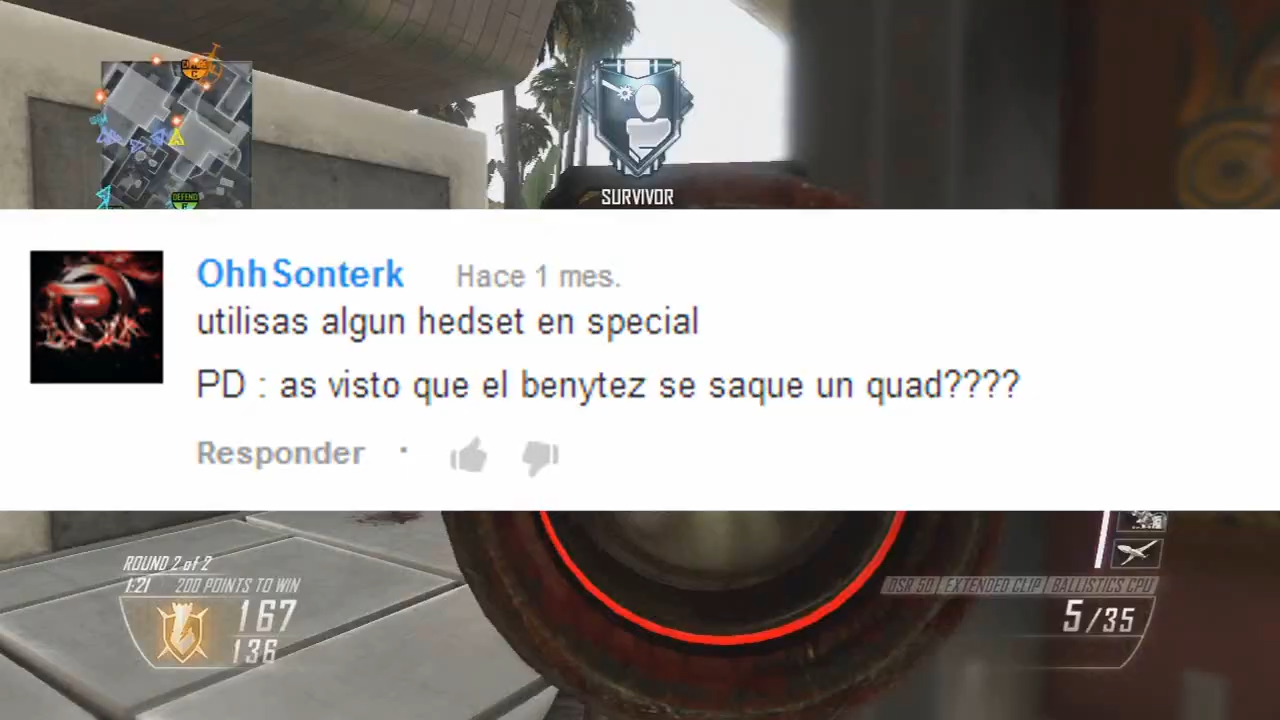 SURVIVOR
DEFEND
OhhSonterk Hace 1 mes.
utilisas algun hedset en special
PD : as visto que el benytez se saque un quad????
Responder ·
ROUND 2 of 2
1:21 200 POINTS TO WIN
167
136
DSR 50 | EXTENDED CLIP | BALLISTICS CPU
5/35